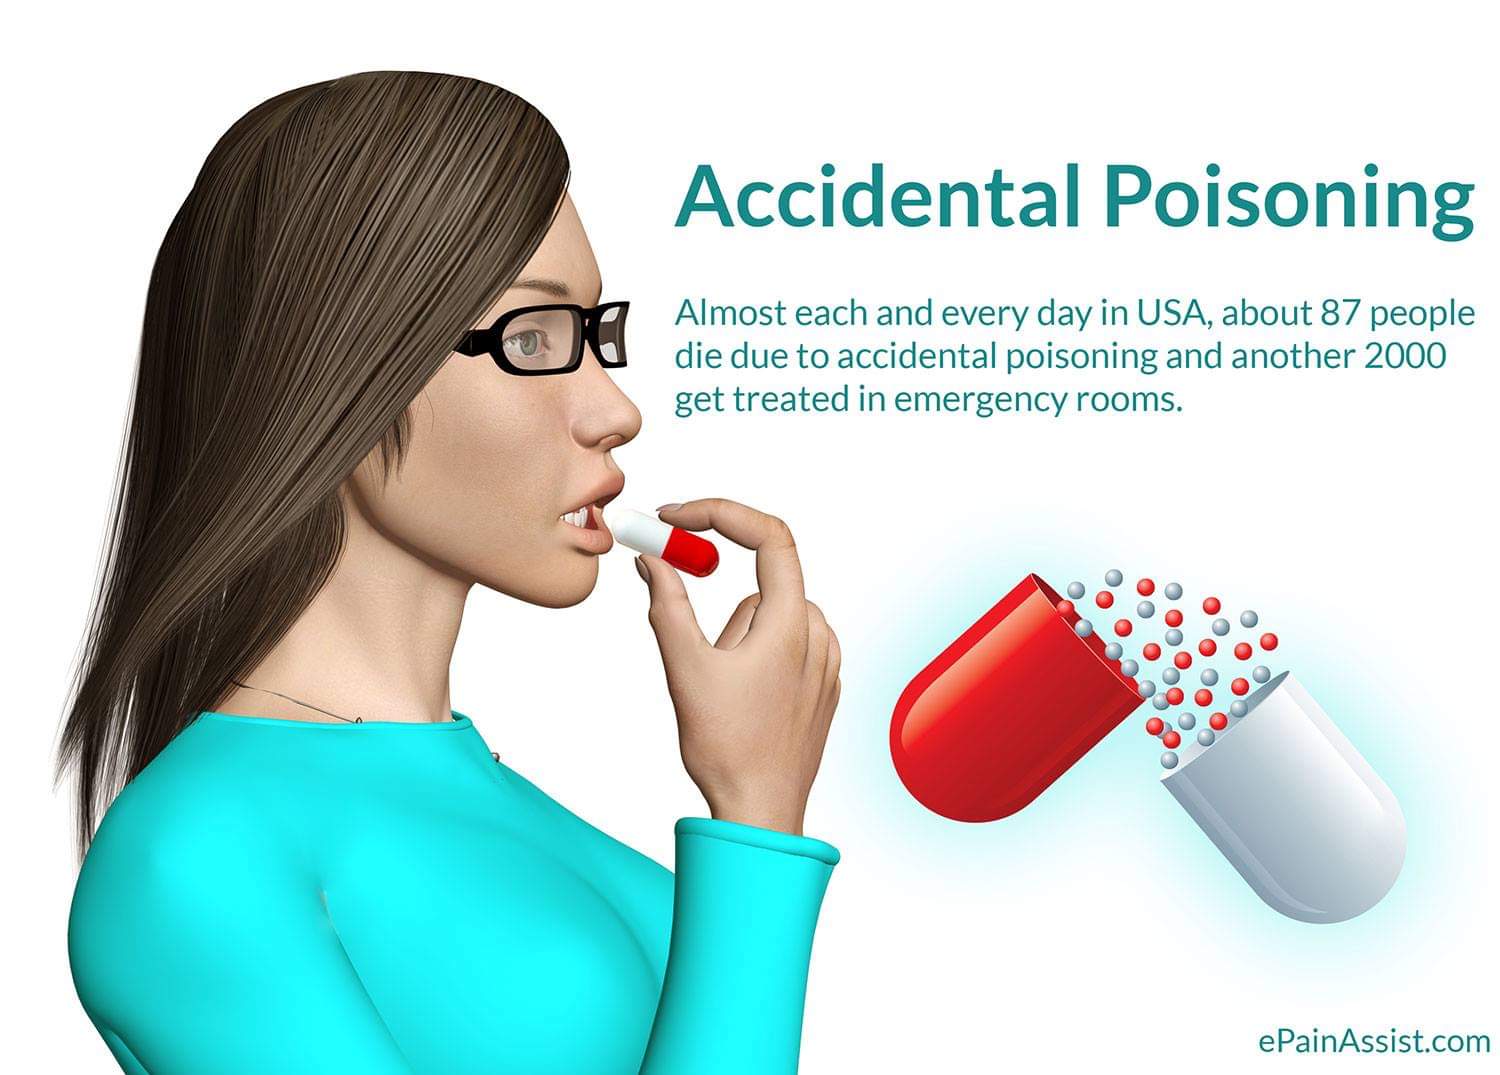 Accidental Poisoning
Almost each and every day in USA, about 87 people
die due to accidental poisoning and another 2000
get treated in emergency rooms.
ePainAssist.com